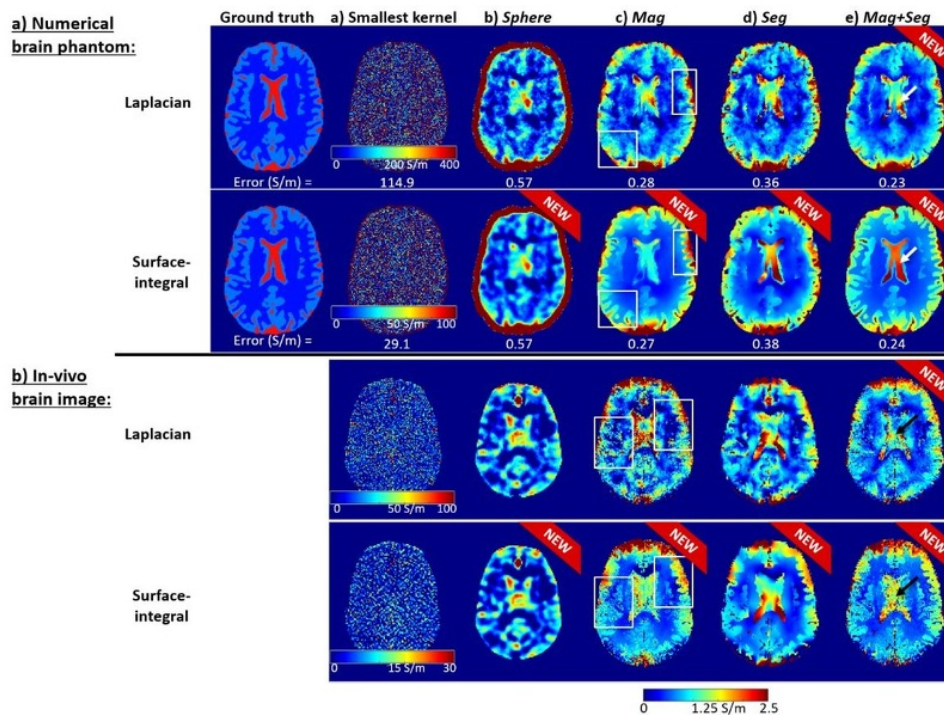 a) Numerical
brain phantom:
Ground truth
a) Smallest kernel
b) Sphere
c) Mag
d) Seg
e) Mag+Seg
NEW
Laplacian
0 200 S/m 400
Error (S/m) = 114.9 0.57 0.28 0.36 0.23
NEW NEW NEW NEW
Surface-
integral
0 50 S/m 100
Error (S/m) = 29.1 0.57 0.27 0.38 0.24
b) In-vivo
brain image:
NEW
Laplacian
0 50 S/m 100
NEW NEW NEW NEW
Surface-
integral
0 15 S/m 30
0 1.25 S/m 2.5